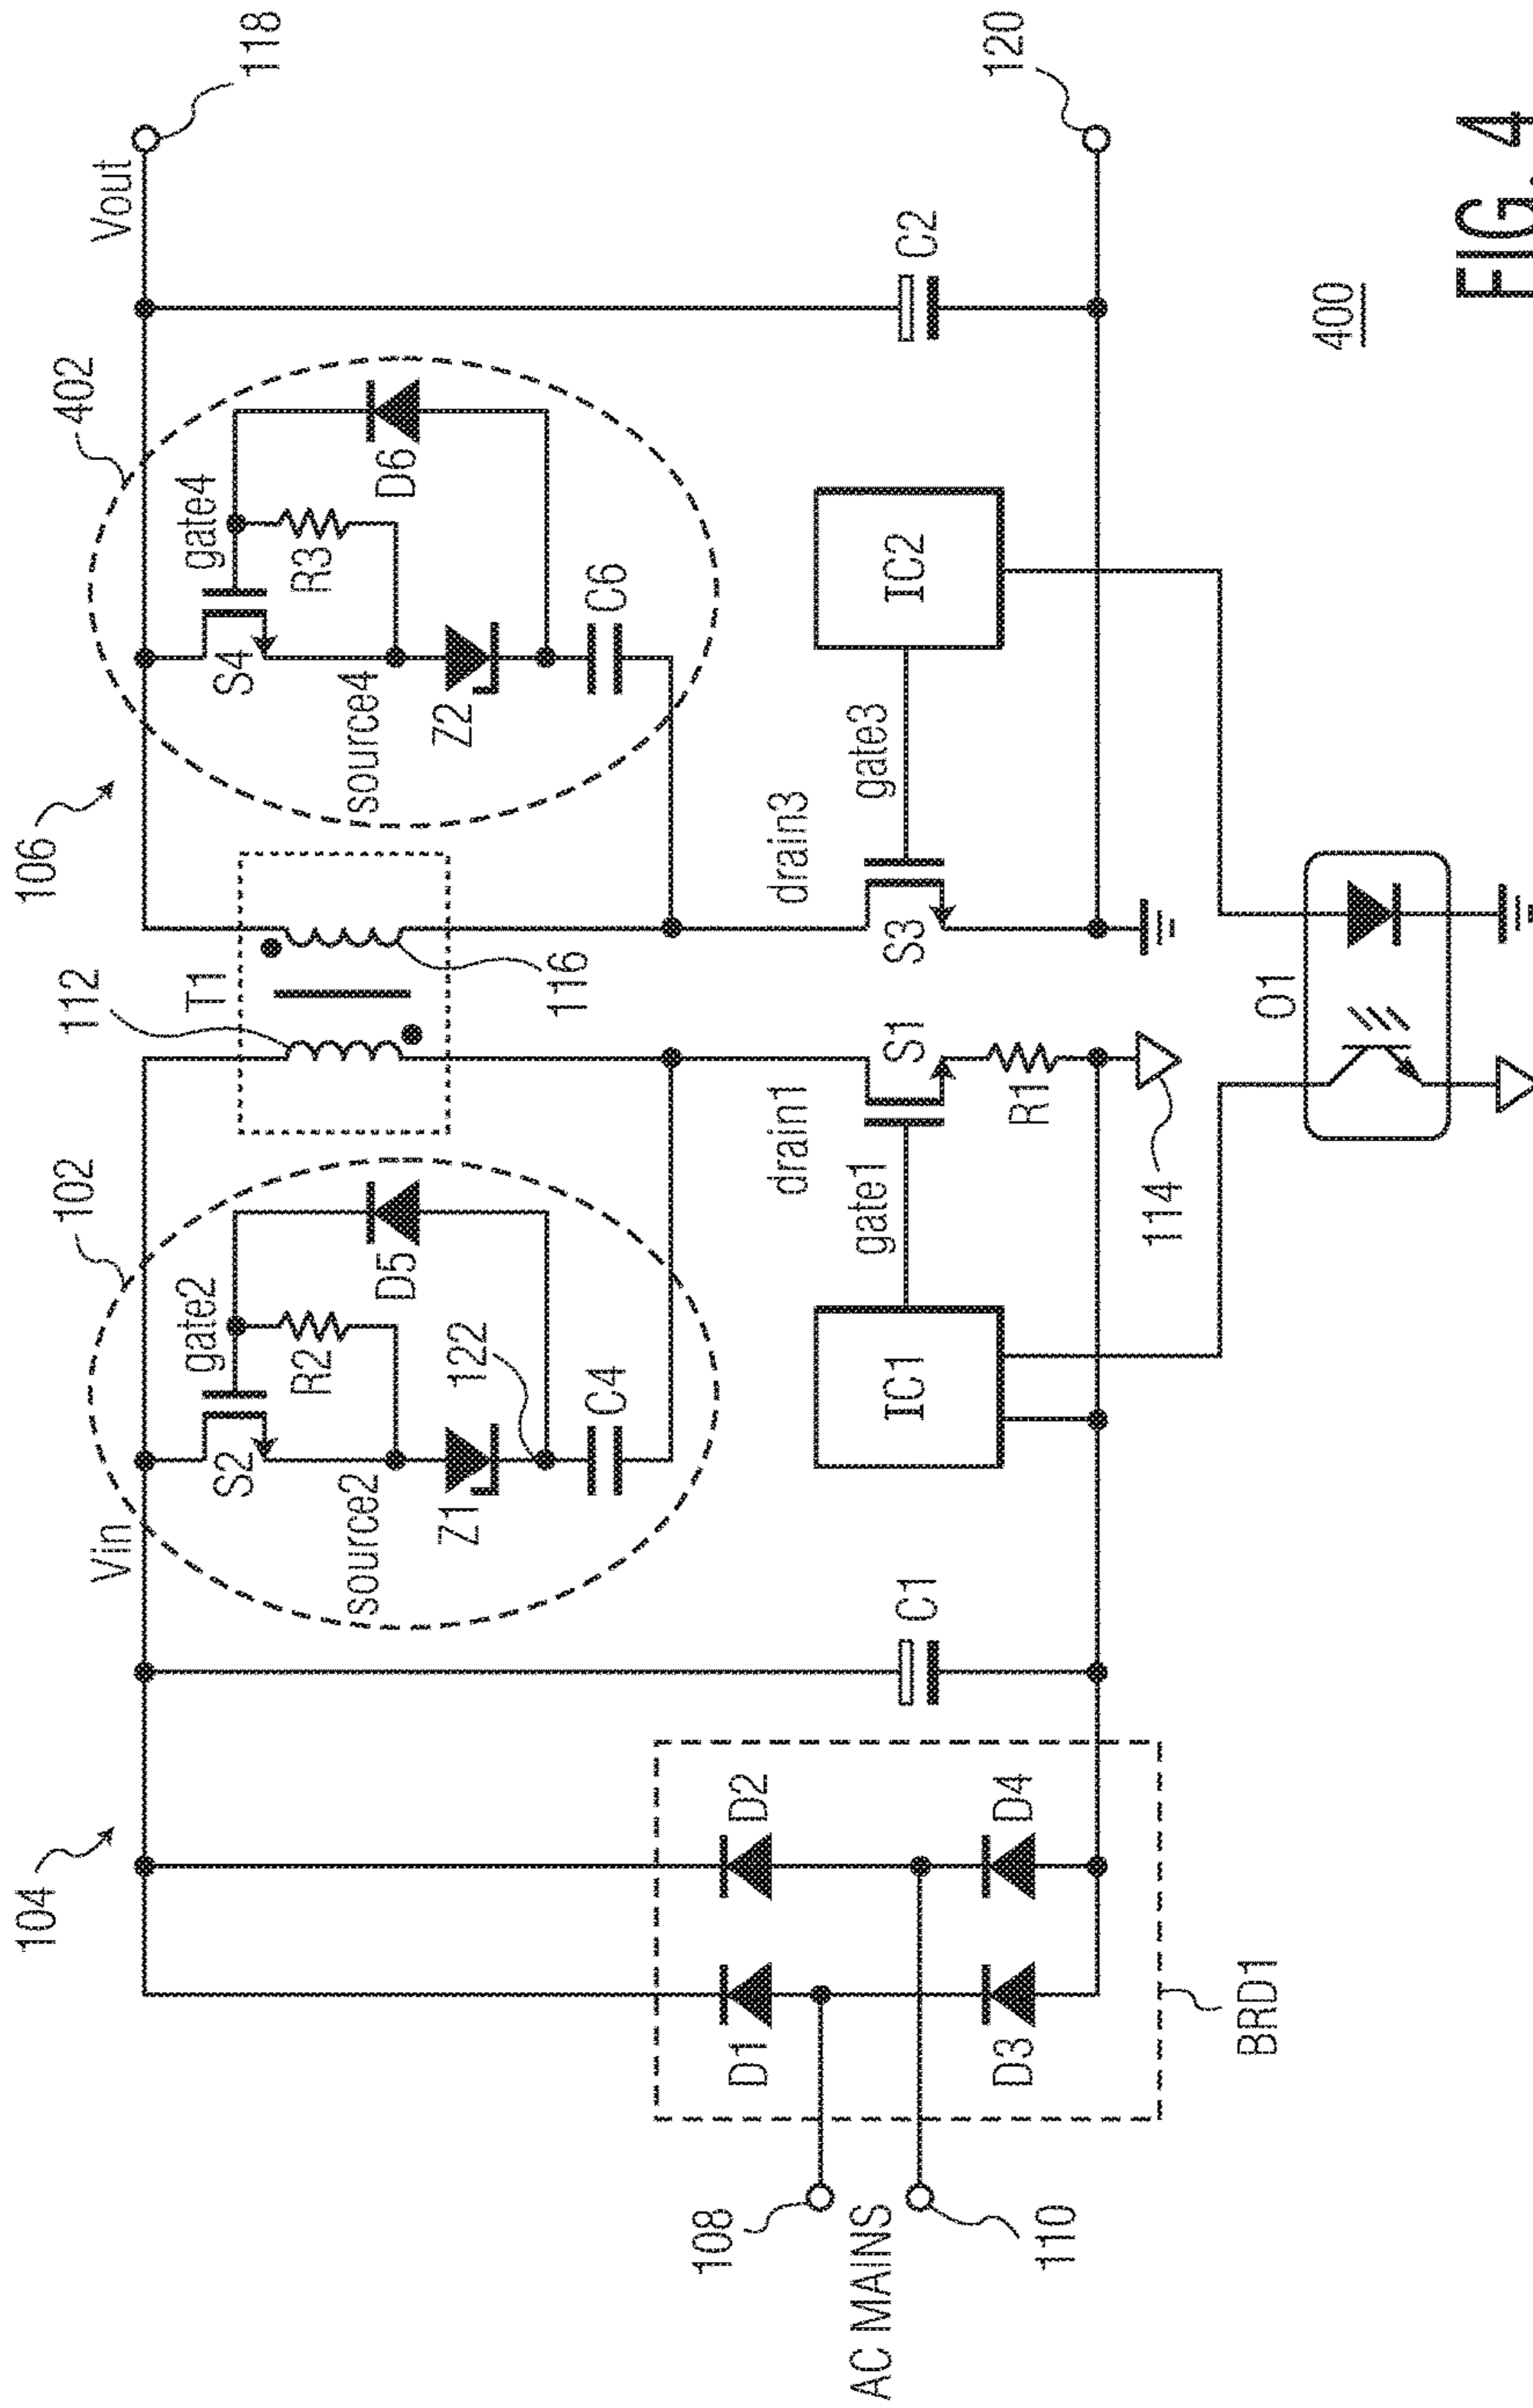 104
106
118
Vin
102
112
T1
402
Vout
gate2
S2
R2
D5
source2
Z1
122
C4
116
gate4
S4
R3
D6
source4
Z2
C6
108
AC MAINS
110
D1
D2
D3
D4
BRD1
C1
IC1
gate1
drain1
S1
R1
114
drain3
S3
gate3
IC2
C2
120
O1
400
FIG. 4